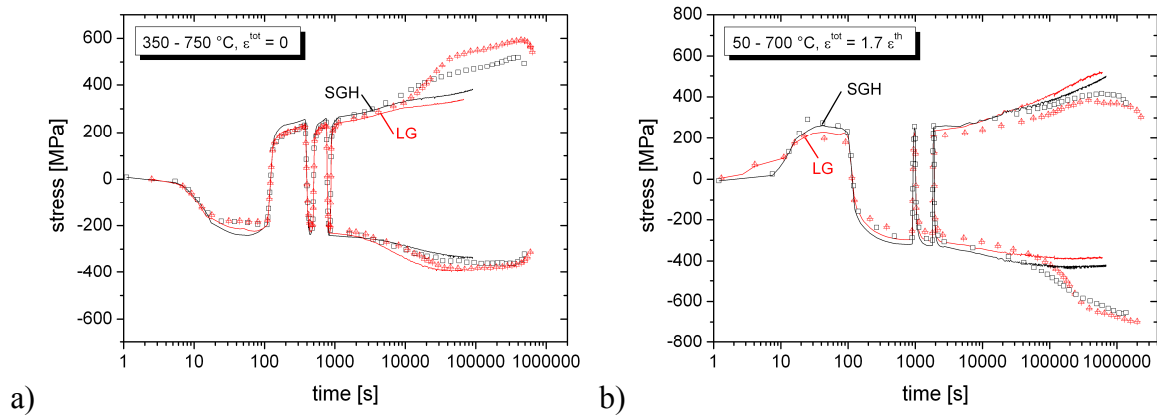 350 - 750 °C, ε^tot = 0
SGH
LG
stress [MPa]
600
400
200
0
-200
-400
-600
1 10 100 1000 10000 100000 1000000
time [s]
a)
50 - 700 °C, ε^tot = 1.7 ε^th
SGH
LG
stress [MPa]
800
600
400
200
0
-200
-400
-600
-800
1 10 100 1000 10000 100000 1000000
time [s]
b)